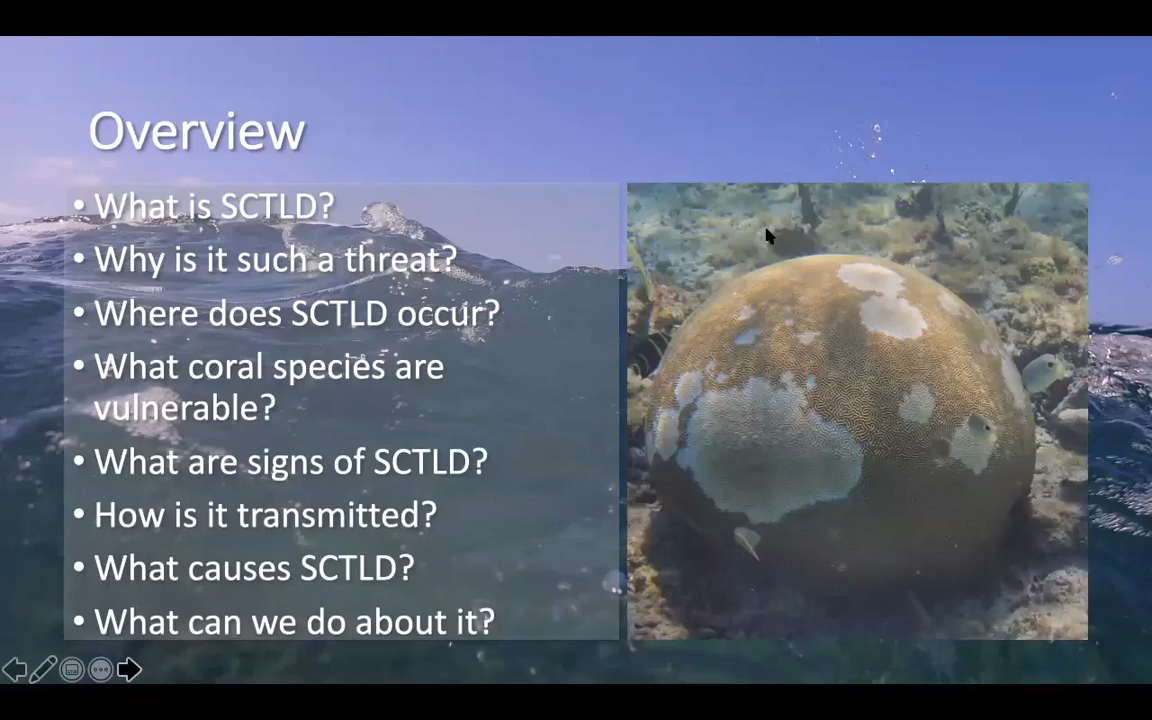 Overview
• What is SCTLD?
• Why is it such a threat?
• Where does SCTLD occur?
• What coral species are
vulnerable?
• What are signs of SCTLD?
• How is it transmitted?
• What causes SCTLD?
• What can we do about it?